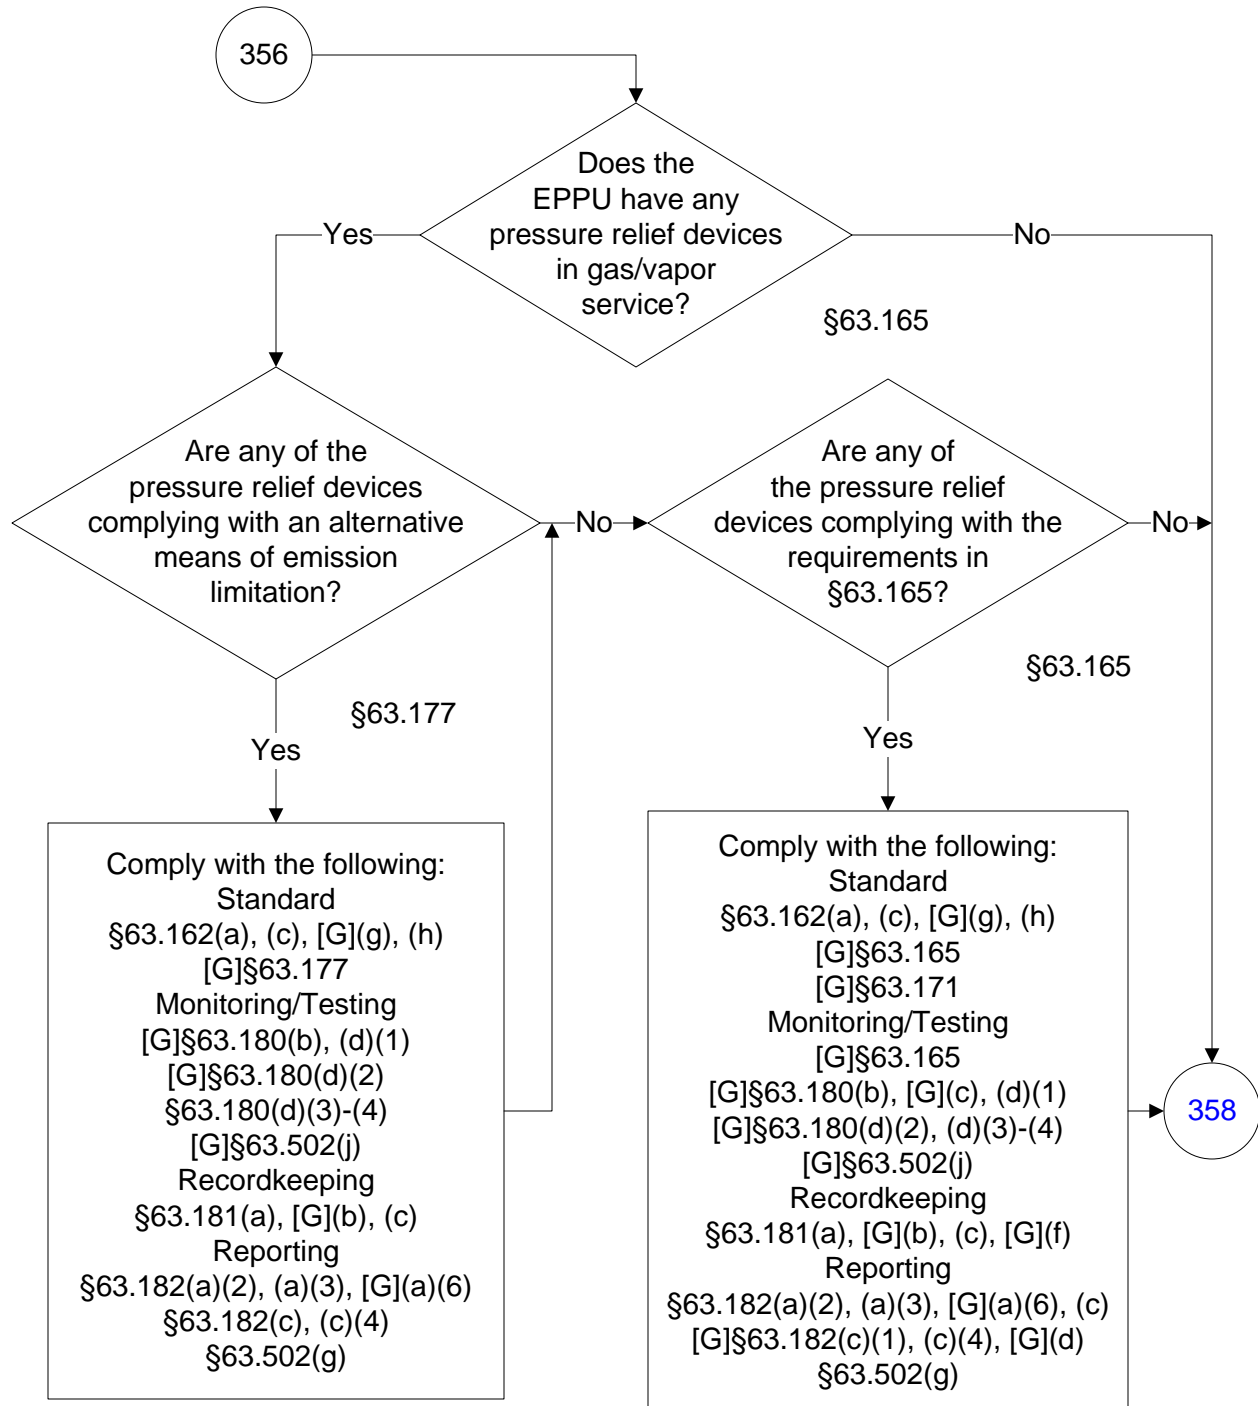 356
Does the
EPPU have any
pressure relief devices
in gas/vapor
service?
Yes
No
§63.165
Are any of the
pressure relief devices
complying with an alternative
means of emission
limitation?
No
Are any of
the pressure relief
devices complying with the
requirements in
§63.165?
No
§63.177
§63.165
Yes
Yes
Comply with the following:
Standard
§63.162(a), (c), [G](g), (h)
[G]§63.177
Monitoring/Testing
[G]§63.180(b), (d)(1)
[G]§63.180(d)(2)
§63.180(d)(3)-(4)
[G]§63.502(j)
Recordkeeping
§63.181(a), [G](b), (c)
Reporting
§63.182(a)(2), (a)(3), [G](a)(6)
§63.182(c), (c)(4)
§63.502(g)
Comply with the following:
Standard
§63.162(a), (c), [G](g), (h)
[G]§63.165
[G]§63.171
Monitoring/Testing
[G]§63.165
[G]§63.180(b), [G](c), (d)(1)
[G]§63.180(d)(2), (d)(3)-(4)
[G]§63.502(j)
Recordkeeping
§63.181(a), [G](b), (c), [G](f)
Reporting
§63.182(a)(2), (a)(3), [G](a)(6), (c)
[G]§63.182(c)(1), (c)(4), [G](d)
§63.502(g)
358